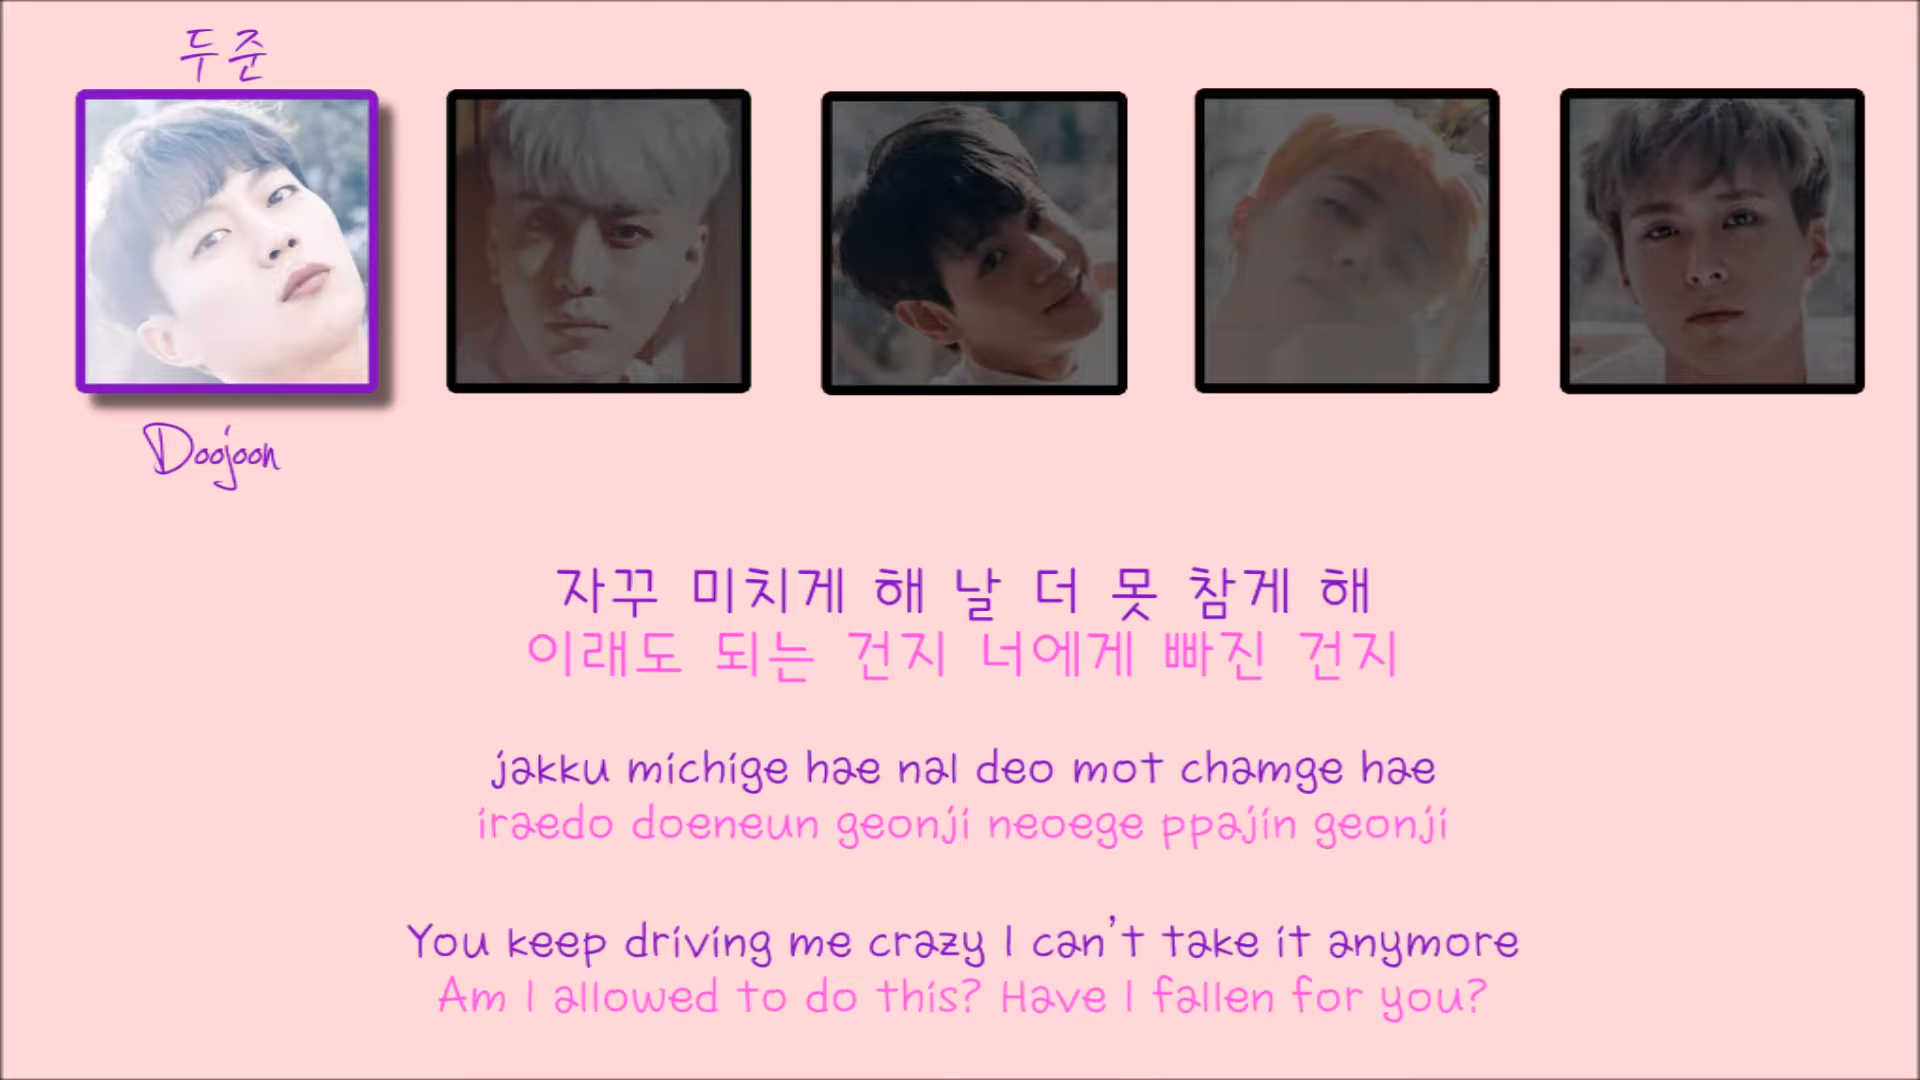 두준
Doojoon
자꾸 미치게 해 날 더 못 참게 해
이래도 되는 건지 너에게 빠진 건지
jakku michige hae nal deo mot chamge hae
iraedo doeneun geonji neoege ppajin geonji
You keep driving me crazy I can't take it anymore
Am I allowed to do this? Have I fallen for you?